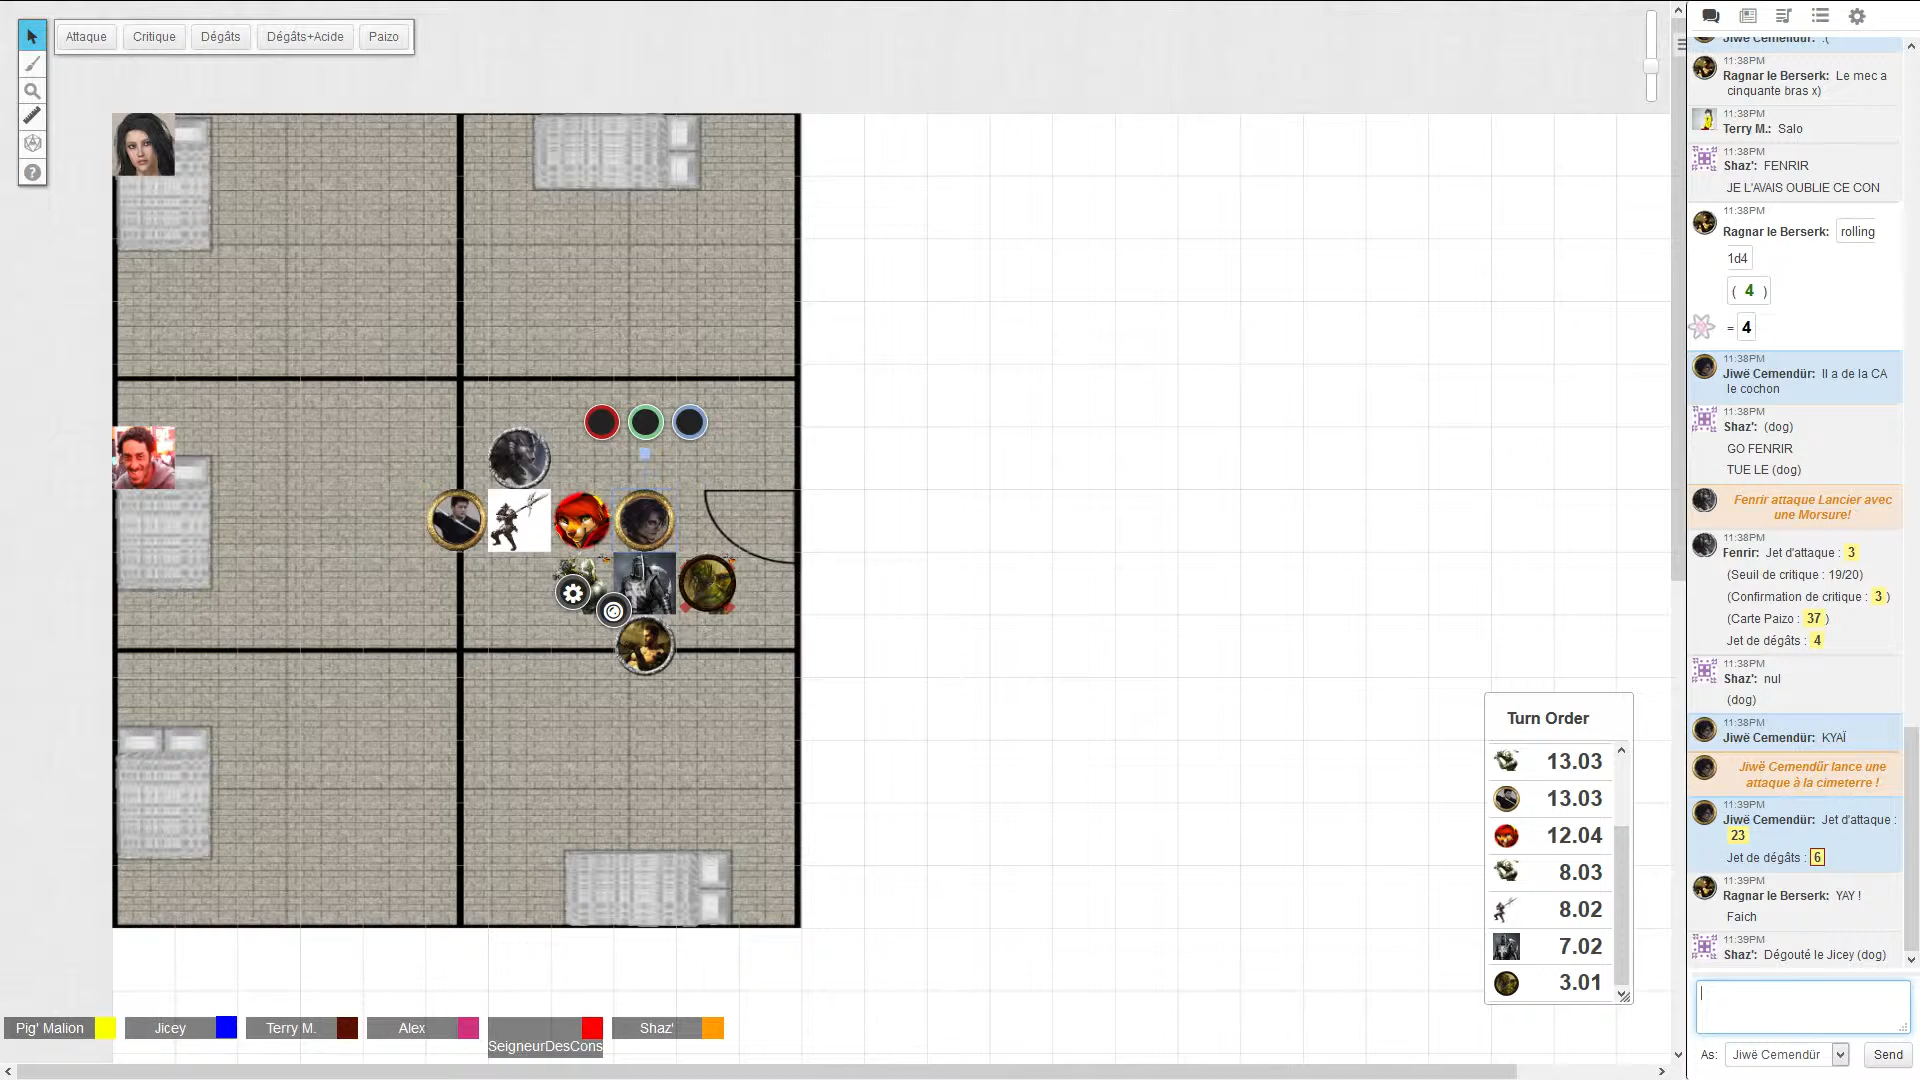 Attaque
Critique
Dégâts
Dégâts+Acide
Paizo
Turn Order
13.03
13.03
12.04
8.03
8.02
7.02
3.01
Pig' Malion
Jicey
Terry M.
Alex
SeigneurDesCons
Shaz'
Jiwë Cemendür: :(
11:38PM
Ragnar le Berserk: Le mec a
cinquante bras x)
11:38PM
Terry M.: Salo
11:38PM
Shaz': FENRIR
JE L'AVAIS OUBLIE CE CON
11:38PM
Ragnar le Berserk: rolling
1d4
( 4 )
= 4
11:38PM
Jiwë Cemendür: Il a de la CA
le cochon
11:38PM
Shaz': (dog)
GO FENRIR
TUE LE (dog)
Fenrir attaque Lancier avec
une Morsure!
11:38PM
Fenrir: Jet d'attaque : 3
(Seuil de critique : 19/20)
(Confirmation de critique : 3 )
(Carte Paizo : 37 )
Jet de dégâts : 4
11:38PM
Shaz': nul
(dog)
11:38PM
Jiwë Cemendür: KYAÏ
Jiwë Cemendür lance une
attaque à la cimeterre !
11:39PM
Jiwë Cemendür: Jet d'attaque :
23
Jet de dégâts : 6
11:39PM
Ragnar le Berserk: YAY !
Faich
11:39PM
Shaz': Dégouté le Jicey (dog)
As: Jiwë Cemendür
Send